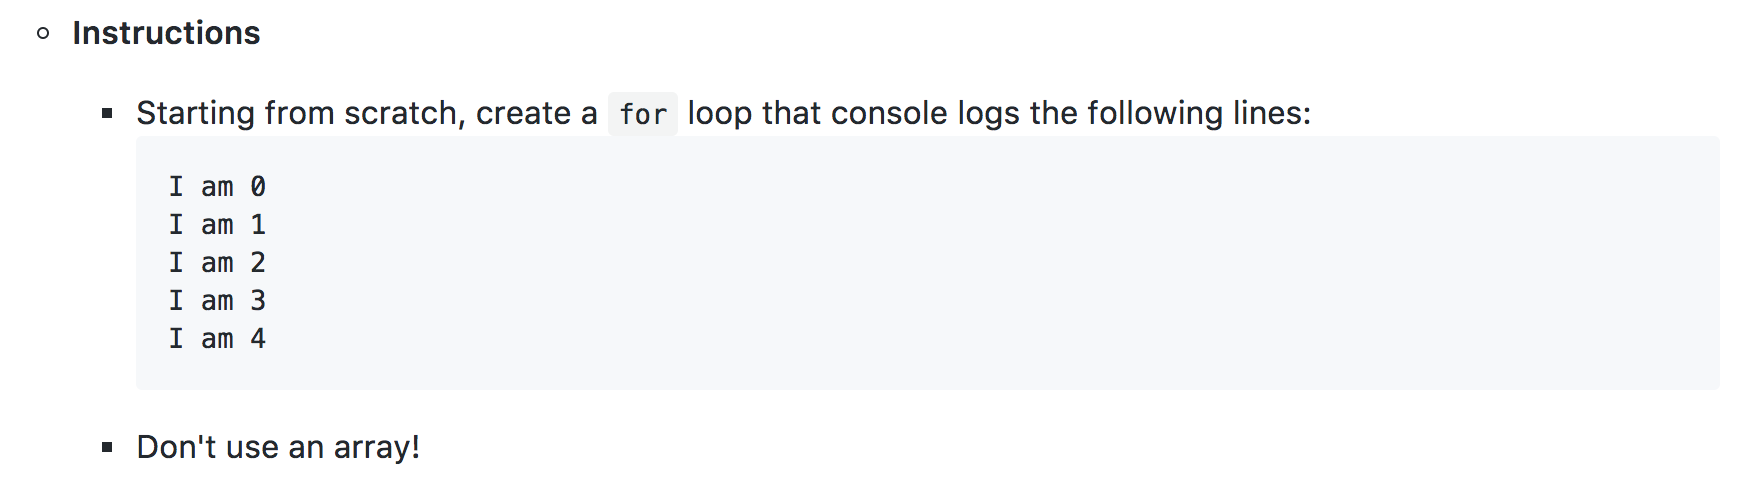 Instructions
Starting from scratch, create a for loop that console logs the following lines:
I am 0
I am 1
I am 2
I am 3
I am 4
Don't use an array!